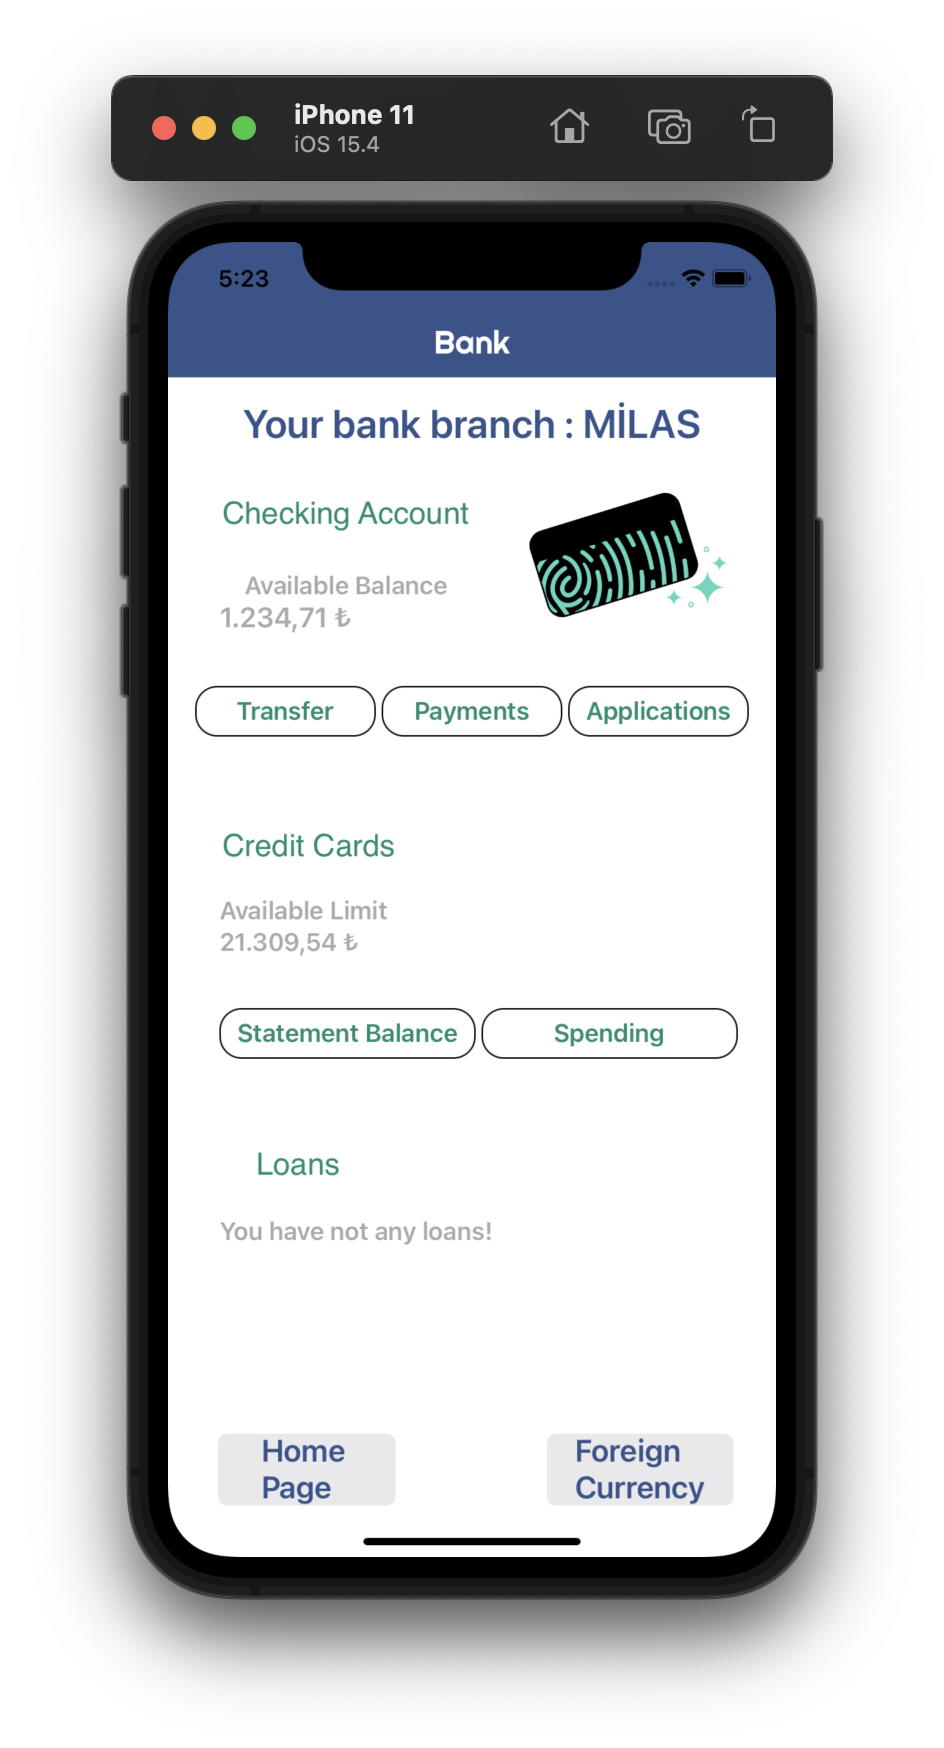 iPhone 11
iOS 15.4
5:23
Bank
Your bank branch : MİLAS
Checking Account
Available Balance
1.234,71 ₺
Transfer
Payments
Applications
Credit Cards
Available Limit
21.309,54 ₺
Statement Balance
Spending
Loans
You have not any loans!
Home
Page
Foreign
Currency